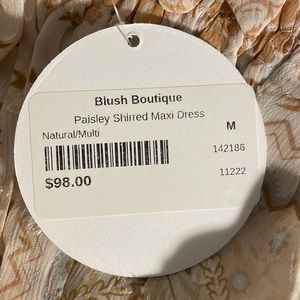 Blush Boutique
Paisley Shirred Maxi Dress
Natural/Multi
M
142186
$98.00
11222